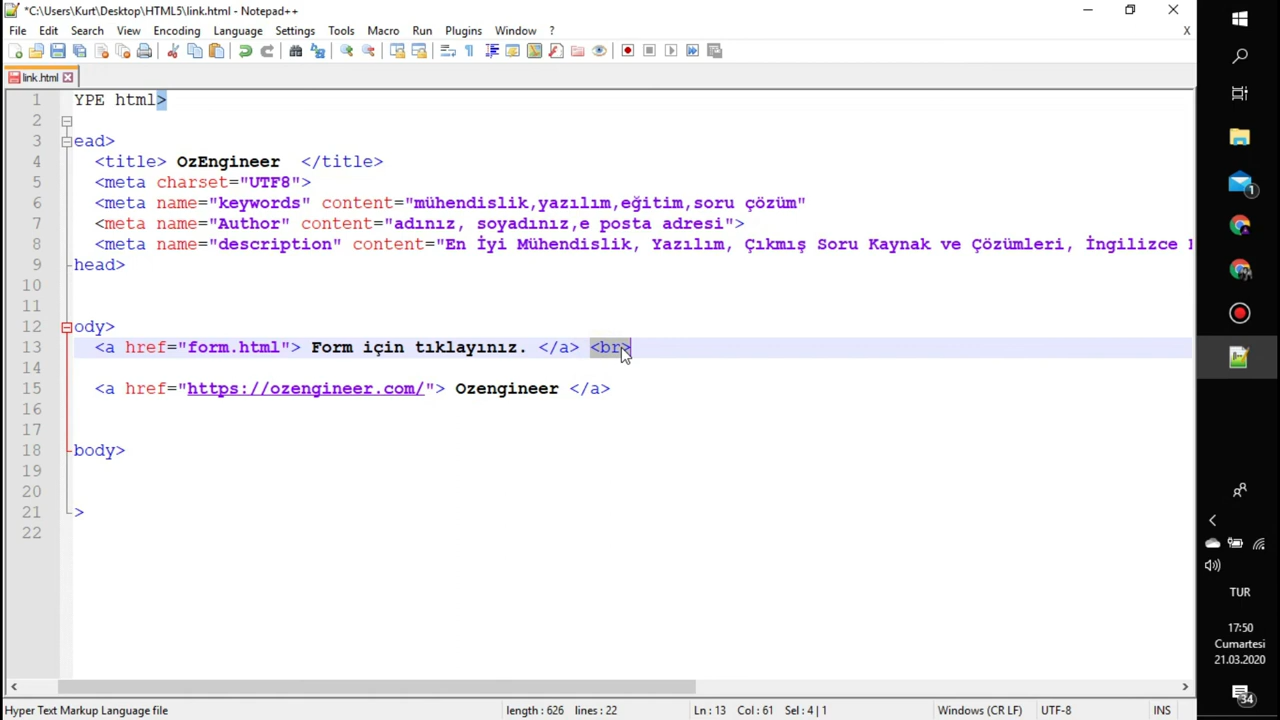 *C:\Users\Kurt\Desktop\HTML5\link.html - Notepad++
File Edit Search View Encoding Language Settings Tools Macro Run Plugins Window ? X
link.html
1 YPE html>
2
3 ead>
4 <title> OzEngineer </title>
5 <meta charset="UTF8">
6 <meta name="keywords" content="mühendislik,yazılım,eğitim,soru çözüm"
7 <meta name="Author" content="adınız, soyadınız,e posta adresi">
8 <meta name="description" content="En İyi Mühendislik, Yazılım, Çıkmış Soru Kaynak ve Çözümleri, İngilizce
9 head>
10
11
12 ody>
13 <a href="form.html"> Form için tıklayınız. </a> <br>
14
15 <a href="https://ozengineer.com/"> Ozengineer </a>
16
17
18 body>
19
20
21 >
22
Hyper Text Markup Language file length : 626 lines : 22 Ln : 13 Col : 61 Sel : 4 | 1 Windows (CR LF) UTF-8 INS
1
TUR
17:50
Cumartesi
21.03.2020
34